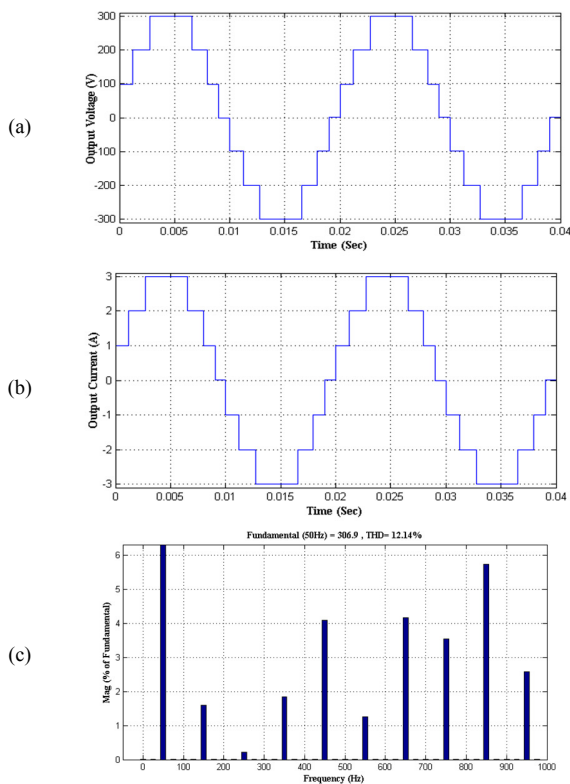 (a)
Output Voltage (V)
300
200
100
0
-100
-200
-300
0 0.005 0.01 0.015 0.02 0.025 0.03 0.035 0.04
Time (Sec)
(b)
Output Current (A)
3
2
1
0
-1
-2
-3
0 0.005 0.01 0.015 0.02 0.025 0.03 0.035 0.04
Time (Sec)
(c)
Fundamental (50Hz) = 306.9 , THD= 12.14%
Mag (% of Fundamental)
6
5
4
3
2
1
0
0 100 200 300 400 500 600 700 800 900 1000
Frequency (Hz)